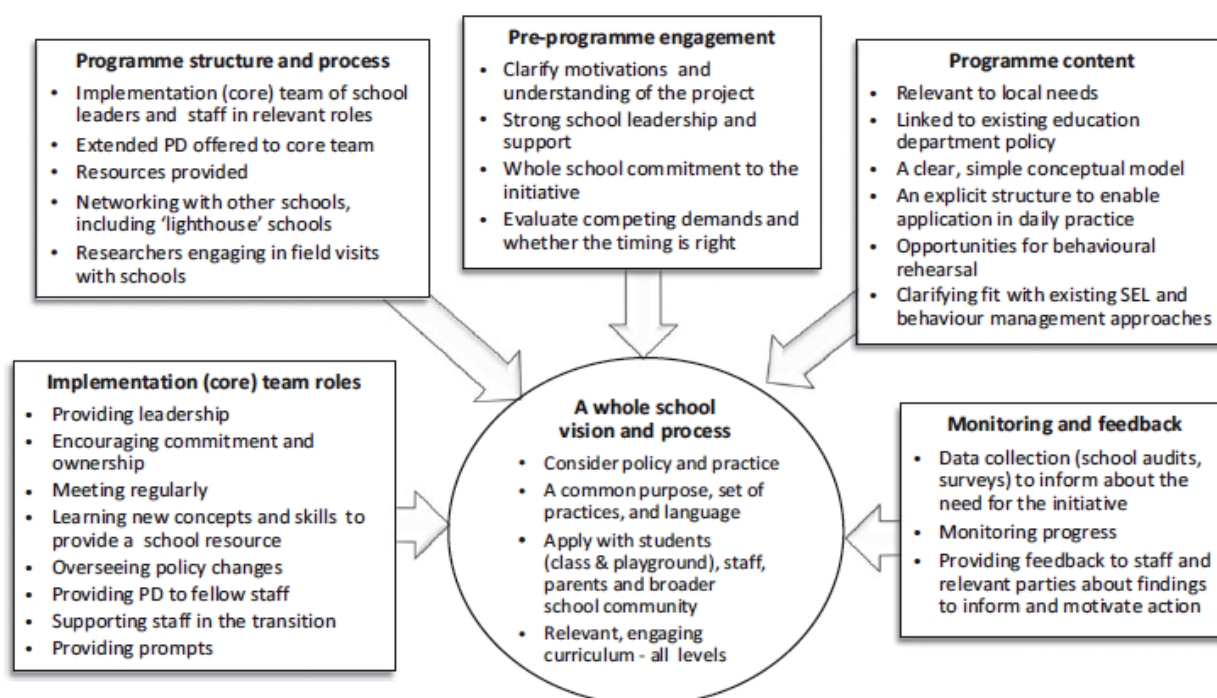 Programme structure and process
• Implementation (core) team of school
leaders and staff in relevant roles
• Extended PD offered to core team
• Resources provided
• Networking with other schools,
including ‘lighthouse’ schools
• Researchers engaging in field visits
with schools
Pre-programme engagement
• Clarify motivations and
understanding of the project
• Strong school leadership and
support
• Whole school commitment to the
initiative
• Evaluate competing demands and
whether the timing is right
Programme content
• Relevant to local needs
• Linked to existing education
department policy
• A clear, simple conceptual model
• An explicit structure to enable
application in daily practice
• Opportunities for behavioural
rehearsal
• Clarifying fit with existing SEL and
behaviour management approaches
Implementation (core) team roles
• Providing leadership
• Encouraging commitment and
ownership
• Meeting regularly
• Learning new concepts and skills to
provide a school resource
• Overseeing policy changes
• Providing PD to fellow staff
• Supporting staff in the transition
• Providing prompts
A whole school
vision and process
• Consider policy and practice
• A common purpose, set of
practices, and language
• Apply with students
(class & playground), staff,
parents and broader
school community
• Relevant, engaging
curriculum - all levels
Monitoring and feedback
• Data collection (school audits,
surveys) to inform about the
need for the initiative
• Monitoring progress
• Providing feedback to staff and
relevant parties about findings
to inform and motivate action